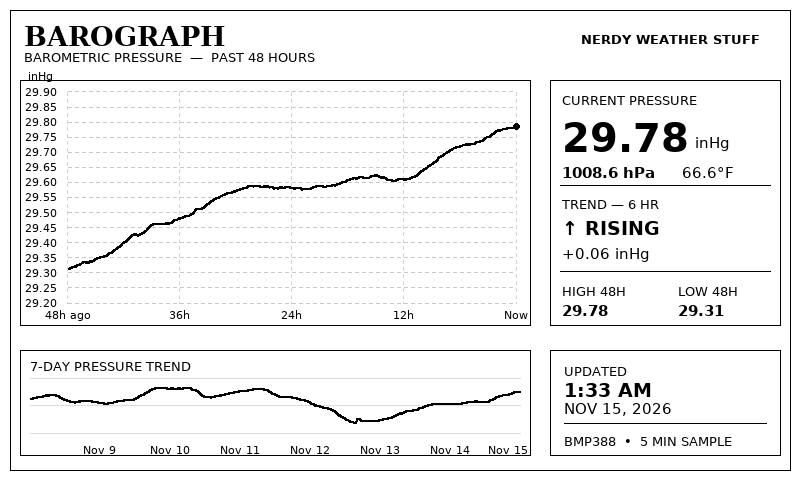 BAROGRAPH
BAROMETRIC PRESSURE — PAST 48 HOURS
NERDY WEATHER STUFF
inHg
29.90
29.85
29.80
29.75
29.70
29.65
29.60
29.55
29.50
29.45
29.40
29.35
29.30
29.25
29.20
48h ago 36h 24h 12h Now
CURRENT PRESSURE
29.78 inHg
1008.6 hPa 66.6°F
TREND — 6 HR
↑ RISING
+0.06 inHg
HIGH 48H LOW 48H
29.78 29.31
7-DAY PRESSURE TREND
Nov 9 Nov 10 Nov 11 Nov 12 Nov 13 Nov 14 Nov 15
UPDATED
1:33 AM
NOV 15, 2026
BMP388 • 5 MIN SAMPLE